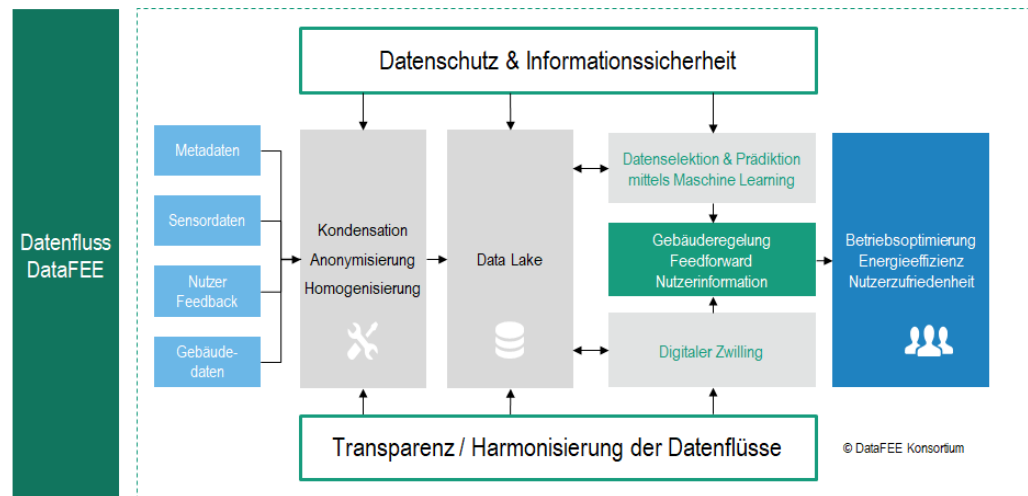 Datenfluss
DataFEE
Datenschutz & Informationssicherheit
Metadaten
Sensordaten
Nutzer
Feedback
Gebäude-
daten
Kondensation
Anonymisierung
Homogenisierung
Data Lake
Datenselektion & Prädiktion
mittels Maschine Learning
Gebäuderegelung
Feedforward
Nutzerinformation
Digitaler Zwilling
Betriebsoptimierung
Energieeffizienz
Nutzerzufriedenheit
Transparenz / Harmonisierung der Datenflüsse
© DataFEE Konsortium